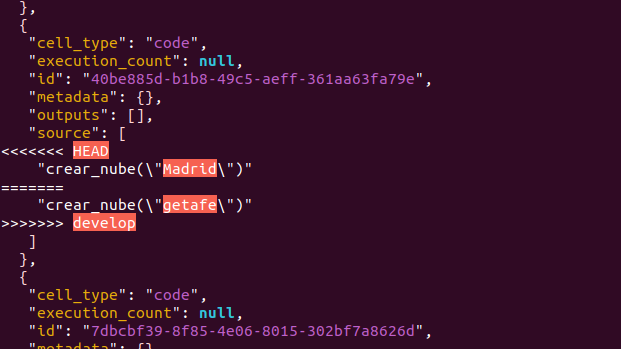 },
{
"cell_type": "code",
"execution_count": null,
"id": "40be885d-b1b8-49c5-aeff-361aa63fa79e",
"metadata": {},
"outputs": [],
"source": [
<<<<<<< HEAD
"crear_nube(\"Madrid\")"
=======
"crear_nube(\"getafe\")"
>>>>>>> develop
]
},
{
"cell_type": "code",
"execution_count": null,
"id": "7dbcbf39-8f85-4e06-8015-302bf7a8626d",
"metadata": {}